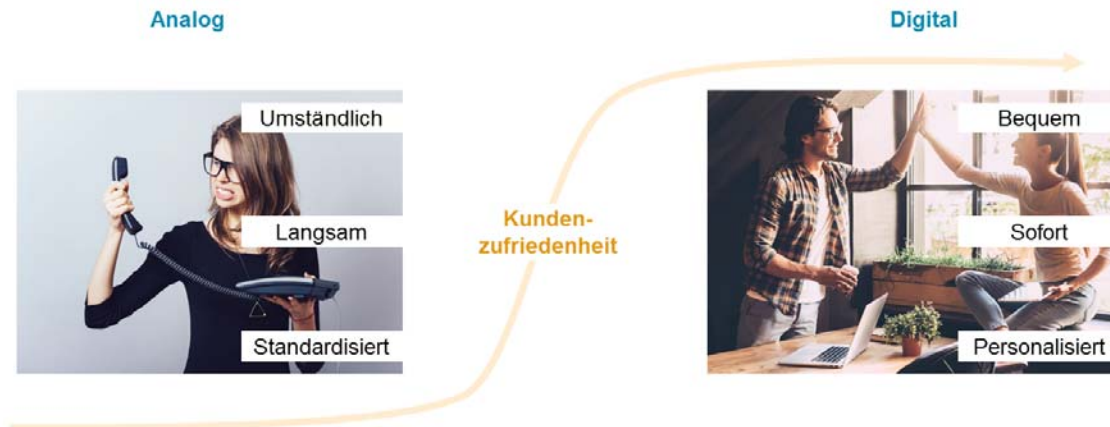 Analog
Digital
Umständlich
Langsam
Standardisiert
Kunden-
zufriedenheit
Bequem
Sofort
Personalisiert